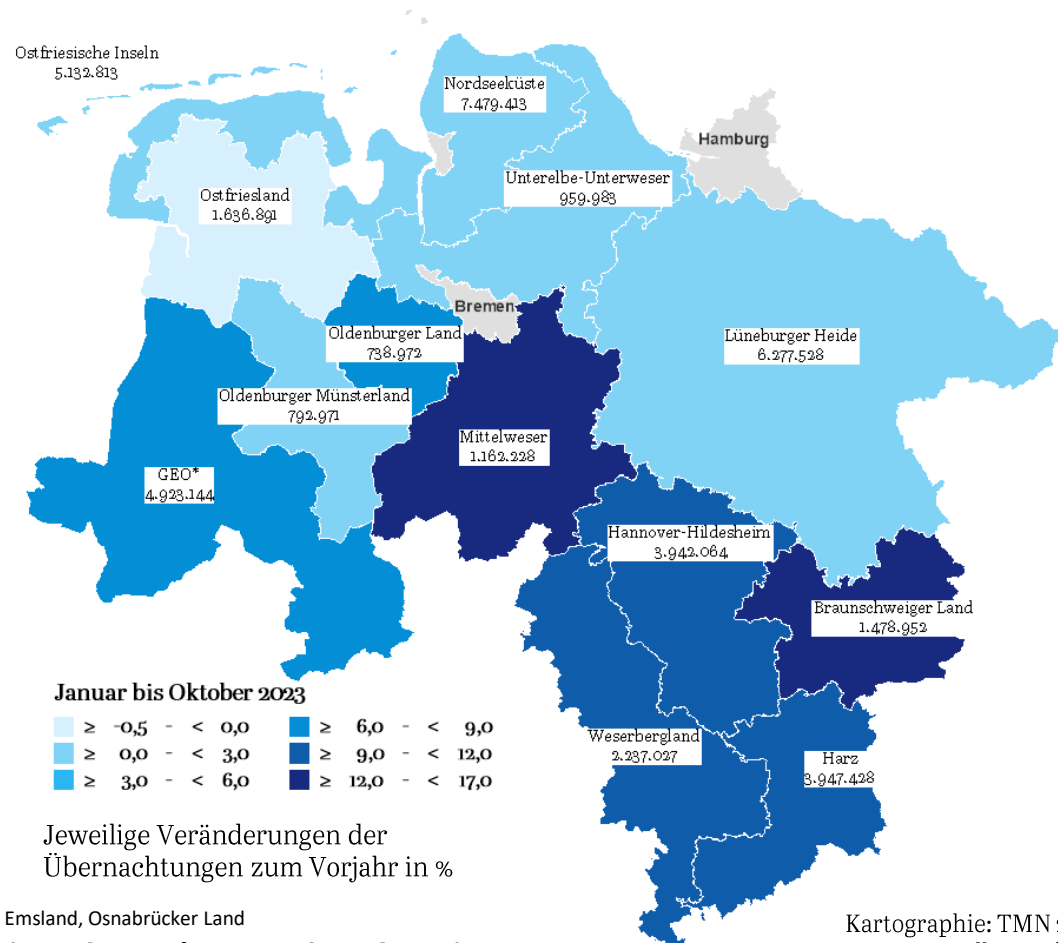 Ostfriesische Inseln
5.132.813
Nordseeküste
7.479.413
Hamburg
Unterelbe-Unterweser
959.983
Ostfriesland
1.636.891
Bremen
Oldenburger Land
738.972
Lüneburger Heide
6.277.528
Oldenburger Münsterland
792.971
Mittelweser
1.162.228
GEO*
4.923.144
Hannover-Hildesheim
3.942.064
Braunschweiger Land
1.478.952
Weserbergland
2.237.027
Harz
3.947.428
Januar bis Oktober 2023
≥ -0,5 - < 0,0
≥ 0,0 - < 3,0
≥ 3,0 - < 6,0
≥ 6,0 - < 9,0
≥ 9,0 - < 12,0
≥ 12,0 - < 17,0
Jeweilige Veränderungen der
Übernachtungen zum Vorjahr in %
Emsland, Osnabrücker Land
Kartographie: TMN